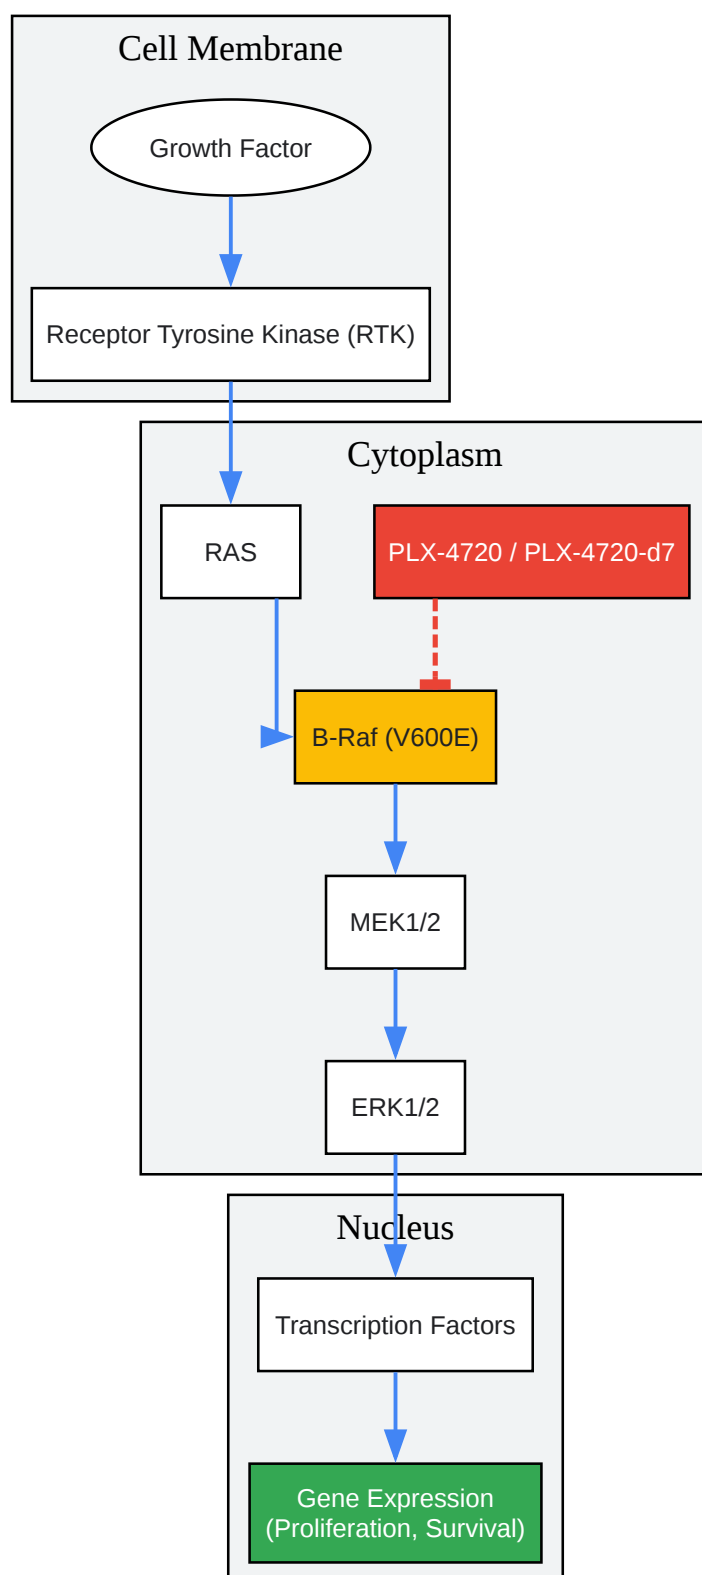 Cell Membrane
Growth Factor
Receptor Tyrosine Kinase (RTK)
Cytoplasm
RAS
PLX-4720 / PLX-4720-d7
B-Raf (V600E)
MEK1/2
ERK1/2
Nucleus
Transcription Factors
Gene Expression
(Proliferation, Survival)